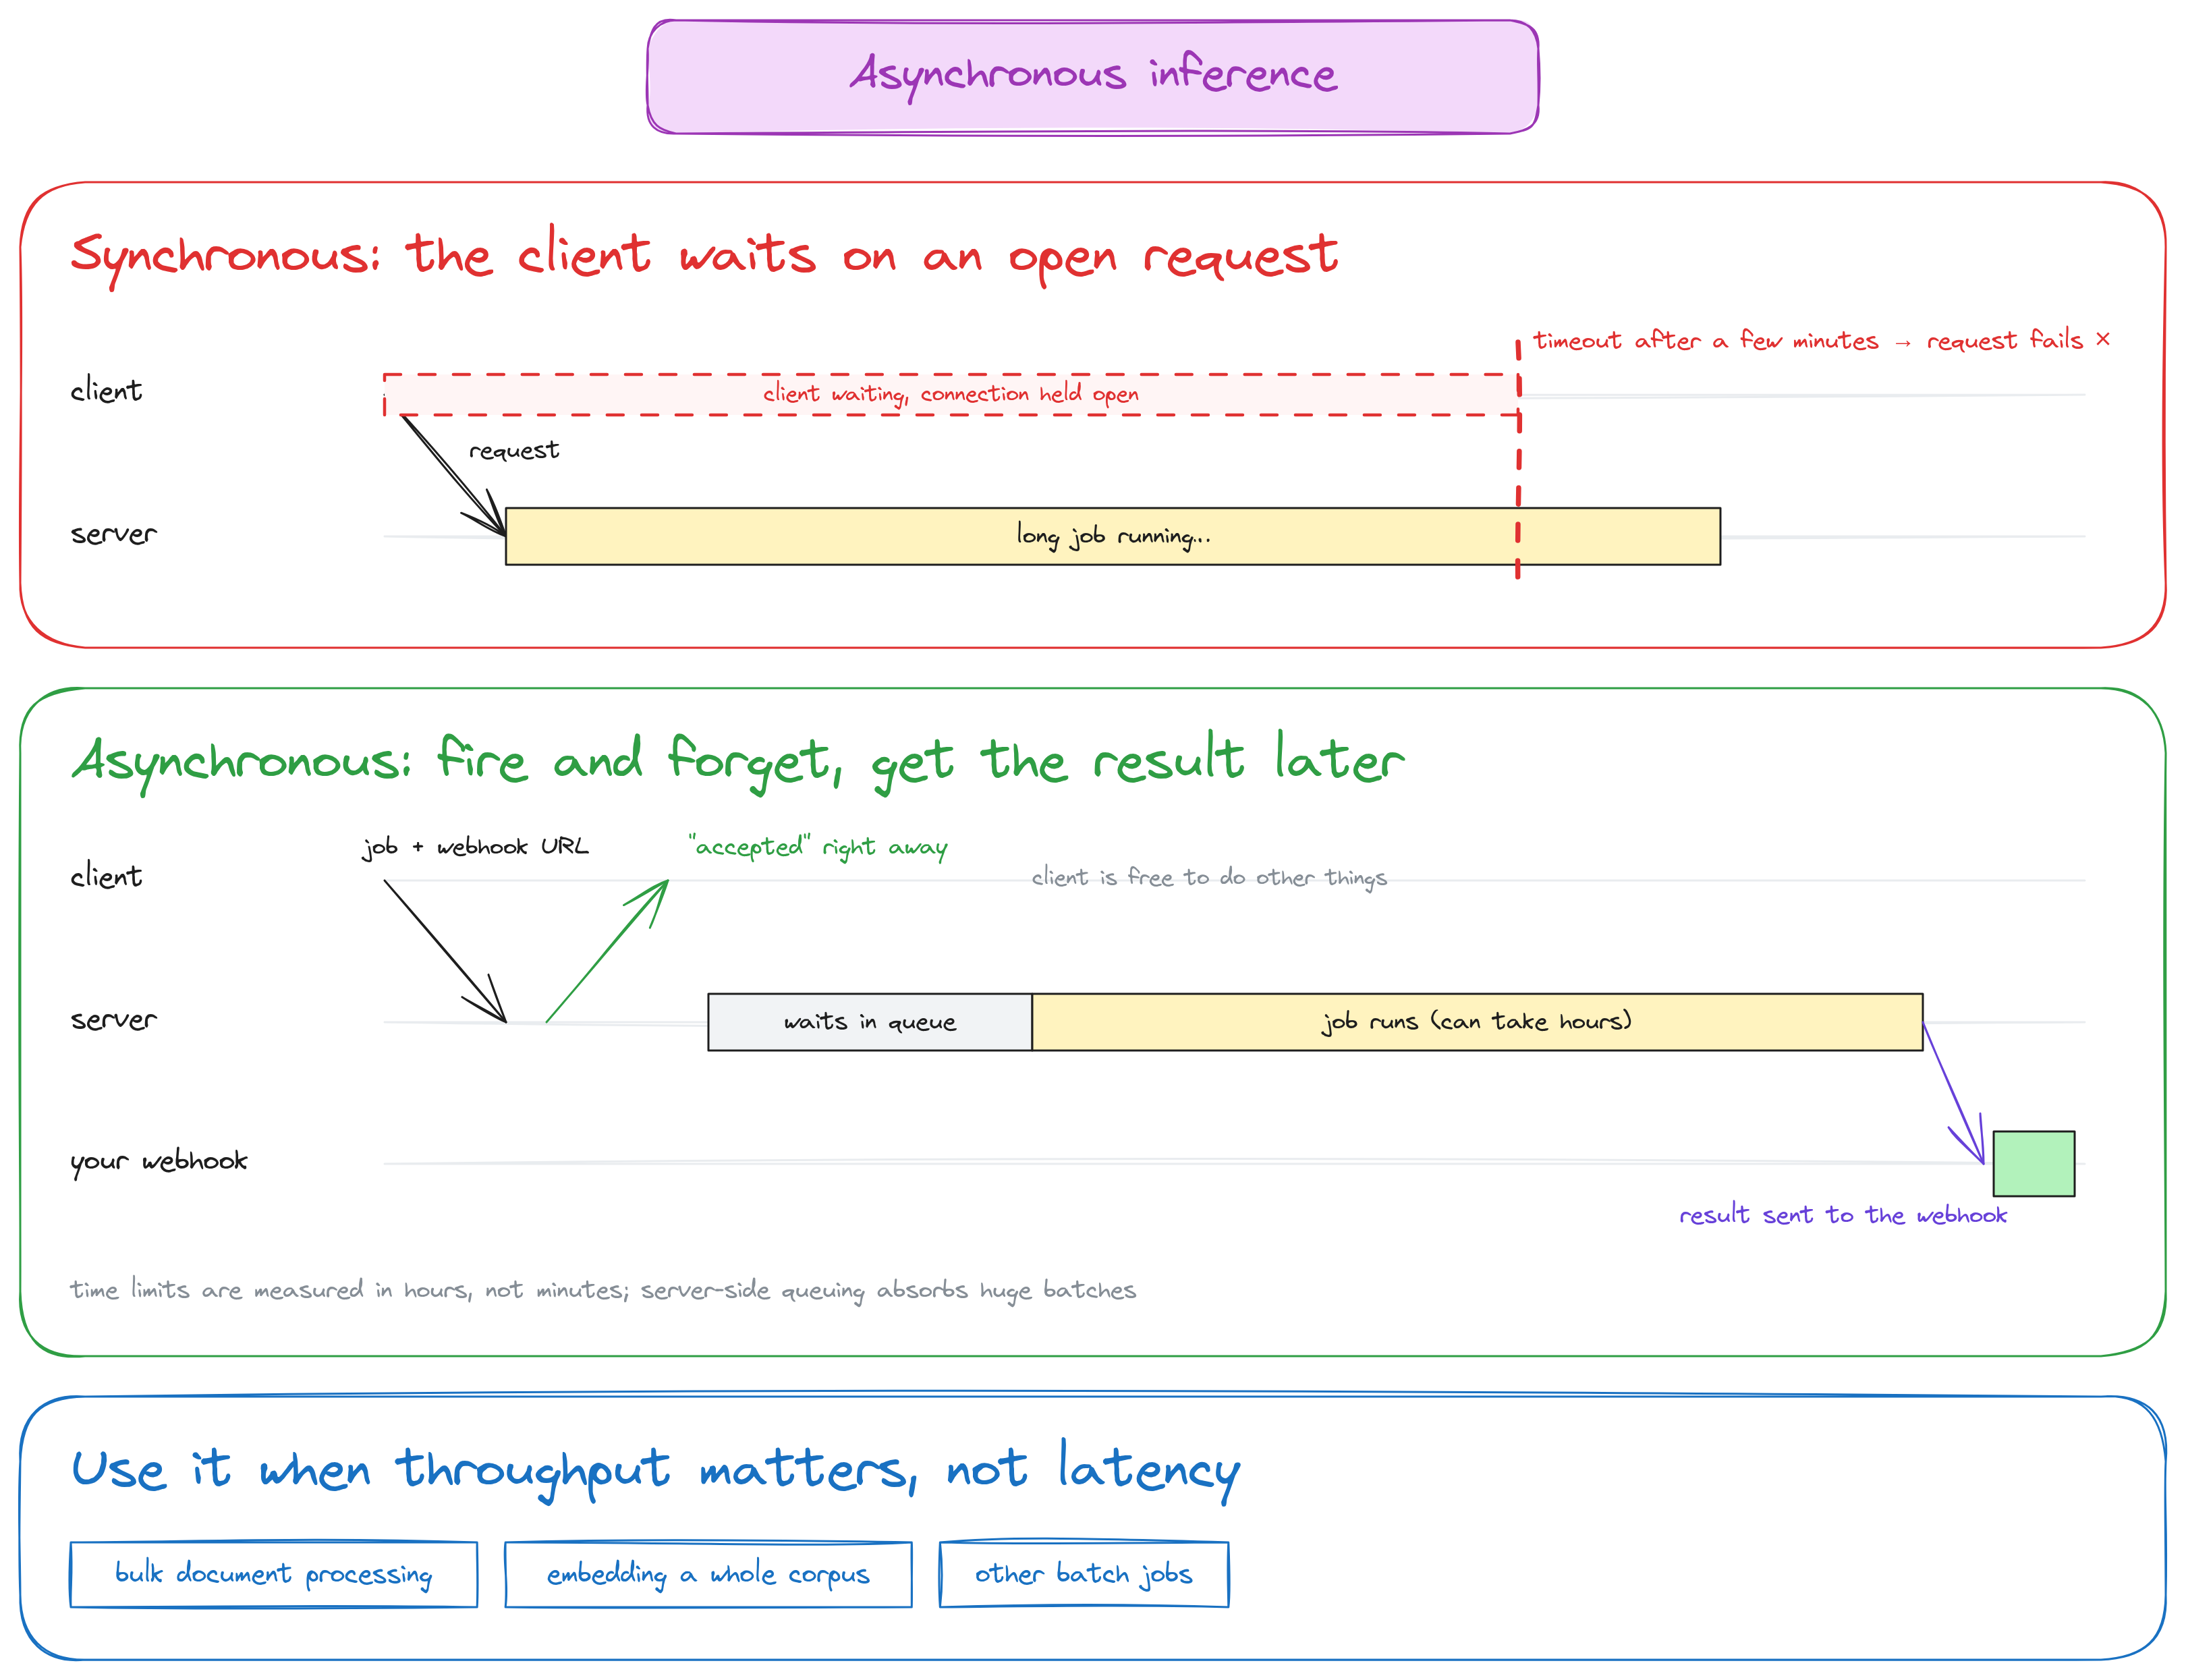 Asynchronous inference
Synchronous: the client waits on an open request
timeout after a few minutes → request fails ×
client
client waiting, connection held open
request
server
long job running...
Asynchronous: fire and forget, get the result later
job + webhook URL
"accepted" right away
client
client is free to do other things
server
waits in queue
job runs (can take hours)
your webhook
result sent to the webhook
time limits are measured in hours, not minutes; server-side queuing absorbs huge batches
Use it when throughput matters, not latency
bulk document processing
embedding a whole corpus
other batch jobs